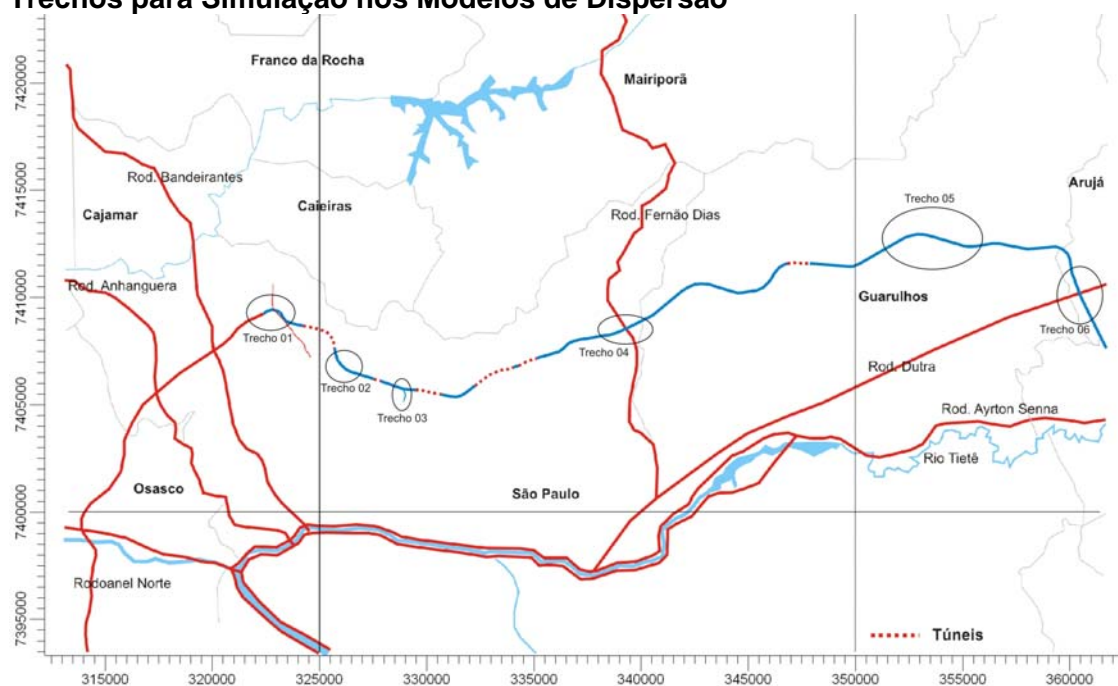 Trechos para Simulação nos Modelos de Dispersão
Franco da Rocha
Mairiporã
7420000
Rod. Bandeirantes
7415000
Arujá
Trecho 05
Cajamar
Caieiras
Rod. Fernão Dias
Rod. Anhanguera
7410000
Guarulhos
Trecho 01
Trecho 06
Trecho 04
Rod. Dutra
Trecho 02
7405000
Trecho 03
Rod. Ayrton Senna
Rio Tietê
Osasco
São Paulo
7400000
Rodoanel Norte
7395000
Túneis
315000 320000 325000 330000 335000 340000 345000 350000 355000 360000